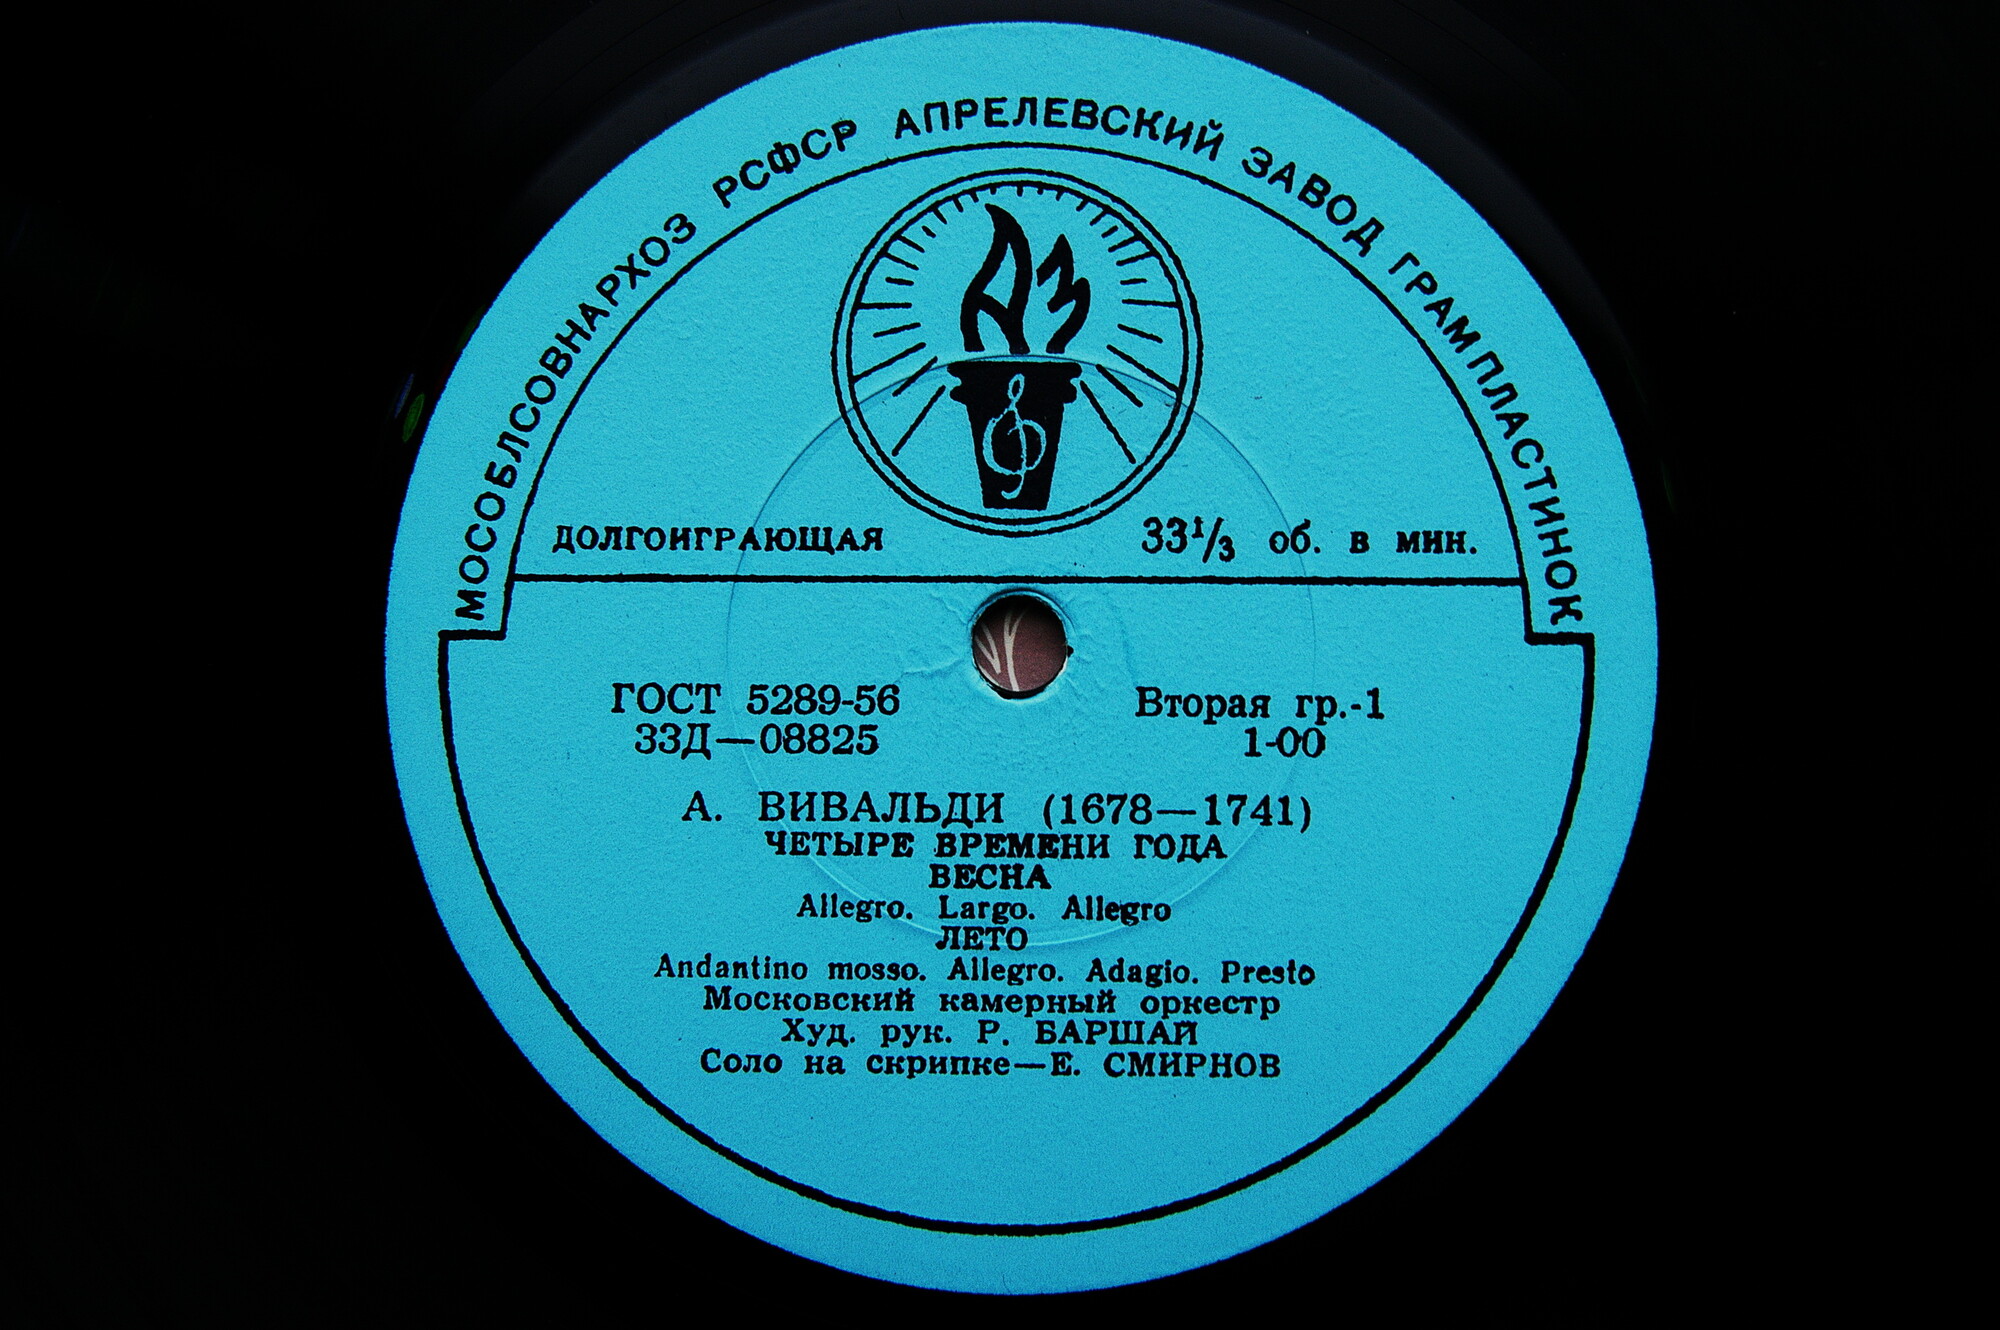 МОСОБЛСОВНАРХОЗ РСФСР АПРЕЛЕВСКИЙ ЗАВОД ГРАМПЛАСТИНОК
АЗ
ДОЛГОИГРАЮЩАЯ 33⅓ об. в мин.
ГОСТ 5289-56 Вторая гр.-1
33Д—08825 1-00
А. ВИВАЛЬДИ (1678—1741)
ЧЕТЫРЕ ВРЕМЕНИ ГОДА
ВЕСНА
Allegro. Largo. Allegro
ЛЕТО
Andantino mosso. Allegro. Adagio. Presto
Московский камерный оркестр
Худ. рук. Р. БАРШАЙ
Соло на скрипке—Е. СМИРНОВ